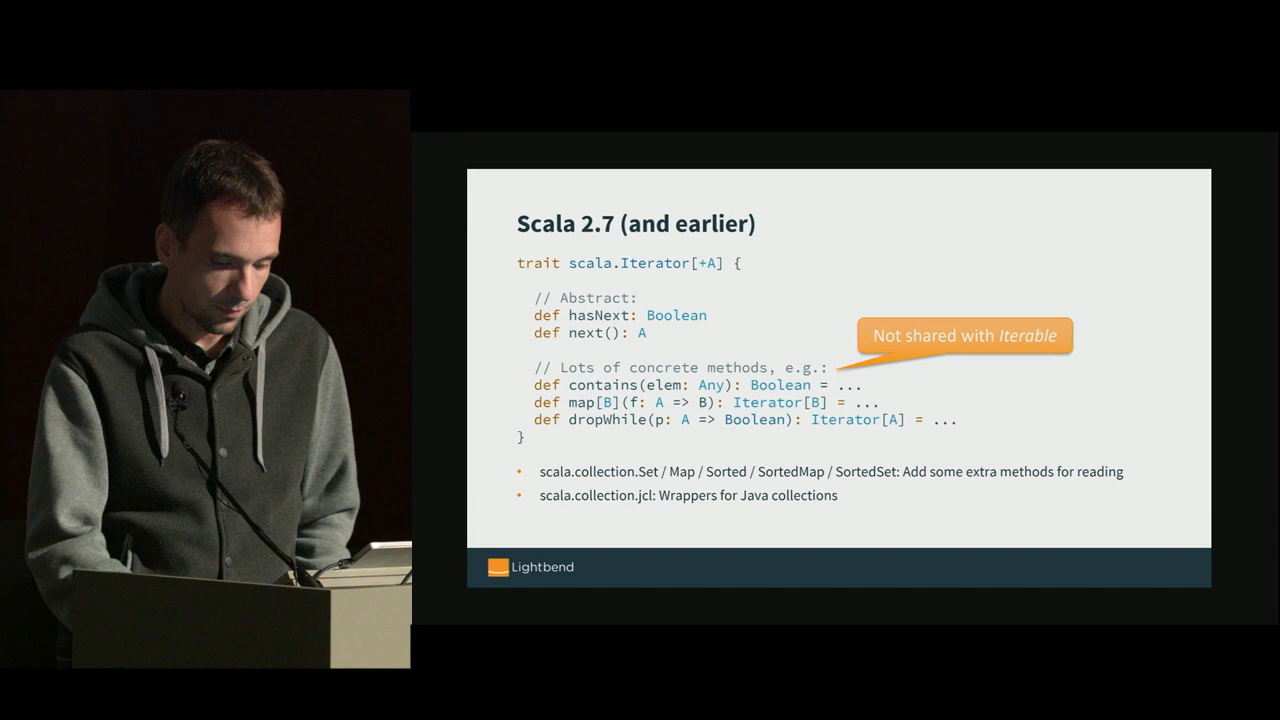 Scala 2.7 (and earlier)
trait scala.Iterator[+A] {
// Abstract:
def hasNext: Boolean
def next(): A
Not shared with Iterable
// Lots of concrete methods, e.g.:
def contains(elem: Any): Boolean = ...
def map[B](f: A => B): Iterator[B] = ...
def dropWhile(p: A => Boolean): Iterator[A] = ...
}
• scala.collection.Set / Map / Sorted / SortedMap / SortedSet: Add some extra methods for reading
• scala.collection.jcl: Wrappers for Java collections
Lightbend